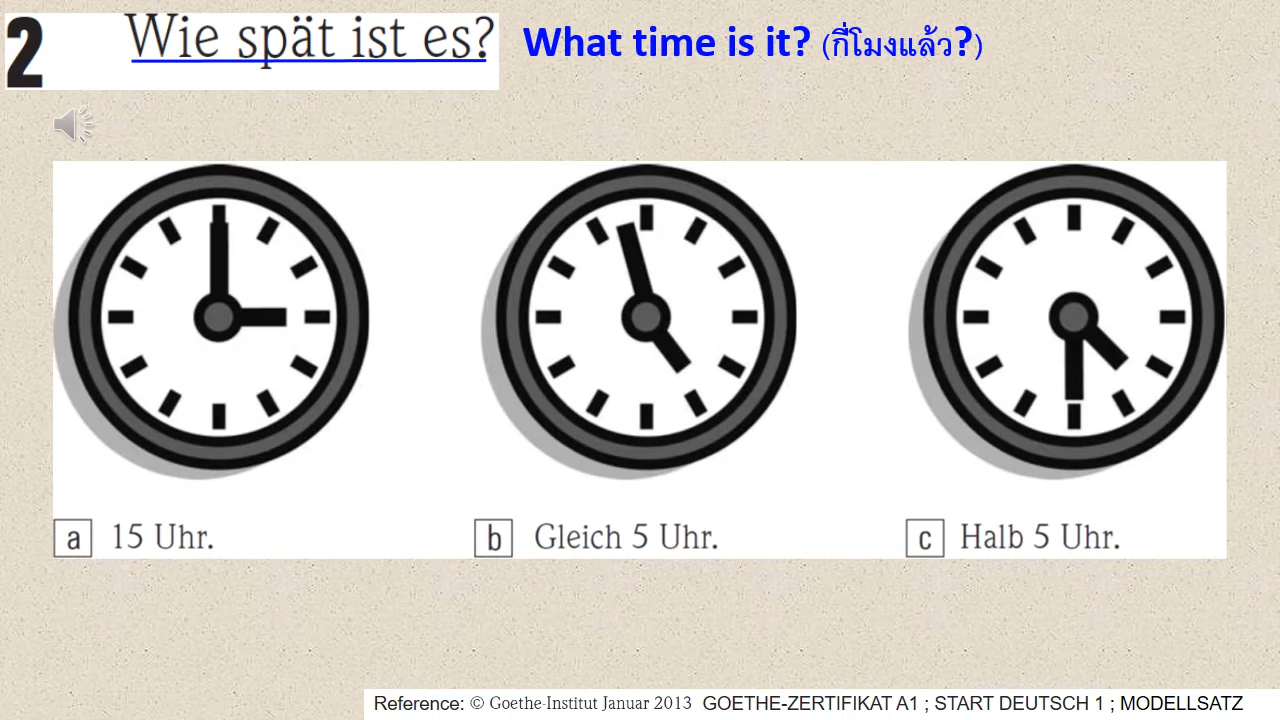 2 Wie spät ist es? What time is it? (กี่โมงแล้ว?)
a 15 Uhr. b Gleich 5 Uhr. c Halb 5 Uhr.
Reference: © Goethe-Institut Januar 2013 GOETHE-ZERTIFIKAT A1 ; START DEUTSCH 1 ; MODELLSATZ